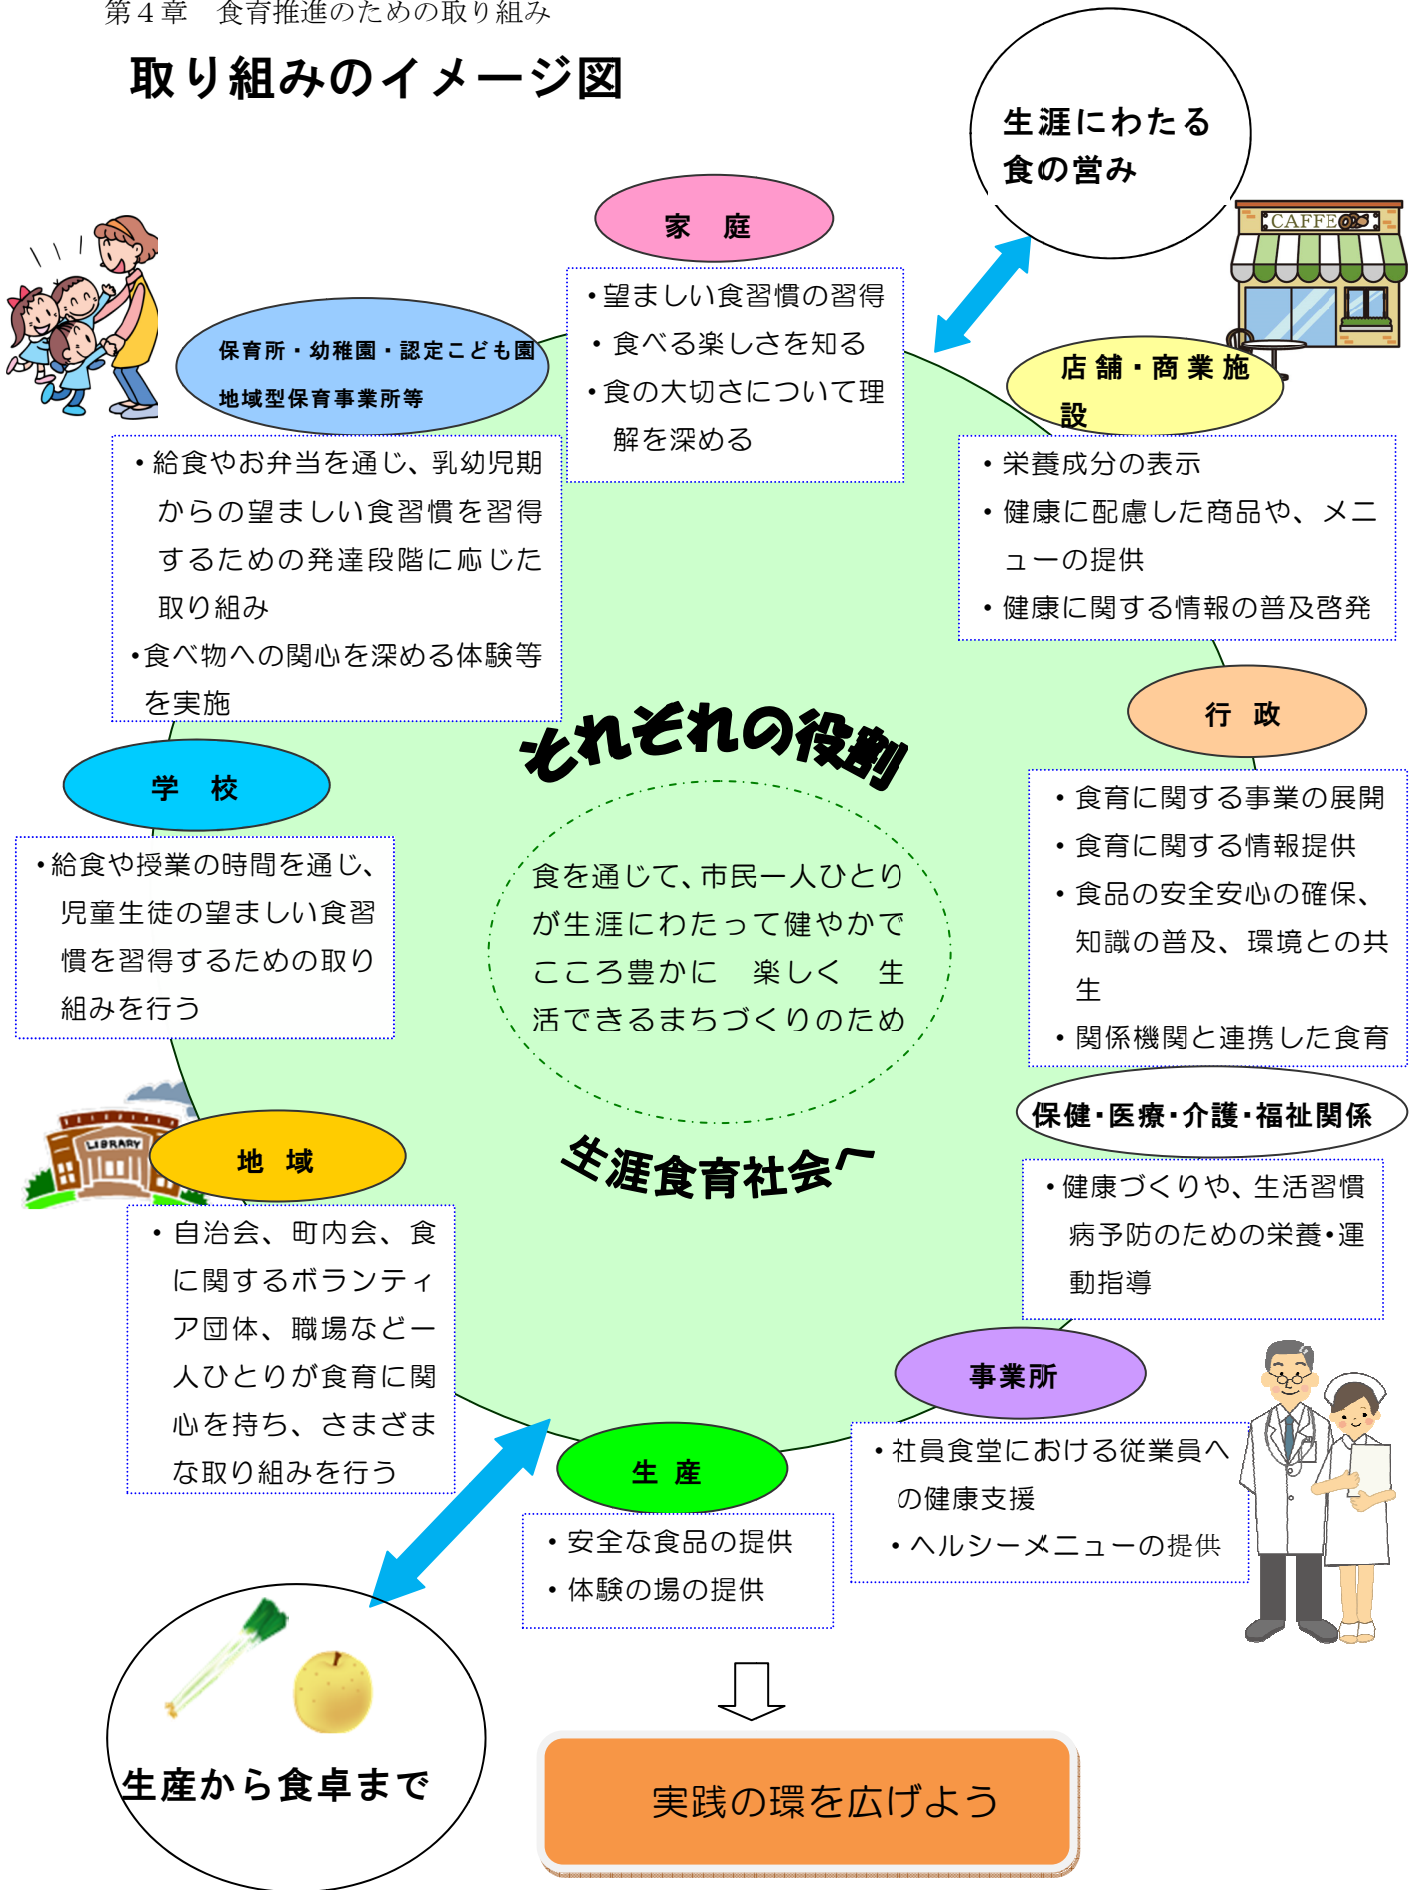 第４章　食育推進のための取り組み
取り組みのイメージ図
生涯にわたる
食の営み
家　庭
・望ましい食習慣の習得
・食べる楽しさを知る
・食の大切さについて理
解を深める
CAFFE
保育所・幼稚園・認定こども園
地域型保育事業所等
・給食やお弁当を通じ、乳幼児期
からの望ましい食習慣を習得
するための発達段階に応じた
取り組み
・食べ物への関心を深める体験等
を実施
店舗・商業施
設
・栄養成分の表示
・健康に配慮した商品や、メニ
ューの提供
・健康に関する情報の普及啓発
行　政
・食育に関する事業の展開
・食育に関する情報提供
・食品の安全安心の確保、
知識の普及、環境との共
生
・関係機関と連携した食育
学　校
・給食や授業の時間を通じ、
児童生徒の望ましい食習
慣を習得するための取り
組みを行う
それぞれの役割
食を通じて、市民一人ひとり
が生涯にわたって健やかで
こころ豊かに　楽しく　生
活できるまちづくりのため
生涯食育社会へ
保健・医療・介護・福祉関係
・健康づくりや、生活習慣
病予防のための栄養・運
動指導
LIBRARY
地　域
・自治会、町内会、食
に関するボランティ
ア団体、職場など一
人ひとりが食育に関
心を持ち、さまざま
な取り組みを行う
事業所
・社員食堂における従業員へ
の健康支援
・ヘルシーメニューの提供
生　産
・安全な食品の提供
・体験の場の提供
生産から食卓まで
実践の環を広げよう